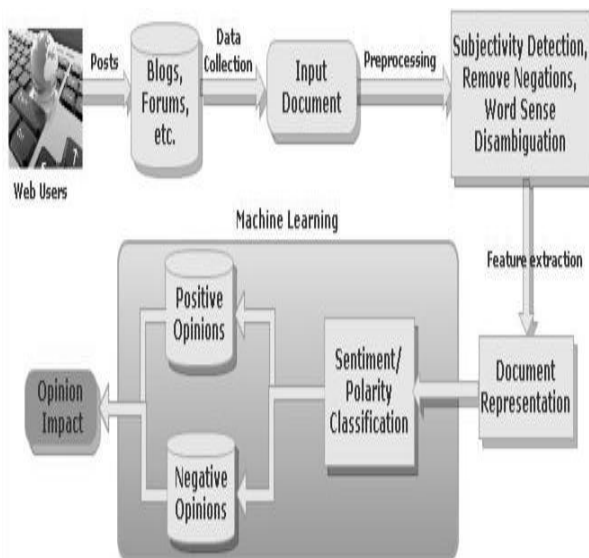 Web Users
Posts
Blogs,
Forums,
etc.
Data
Collection
Input
Document
Preprocessing
Subjectivity Detection,
Remove Negations,
Word Sense
Disambiguation
Feature extraction
Document
Representation
Machine Learning
Sentiment/
Polarity
Classification
Positive
Opinions
Negative
Opinions
Opinion
Impact